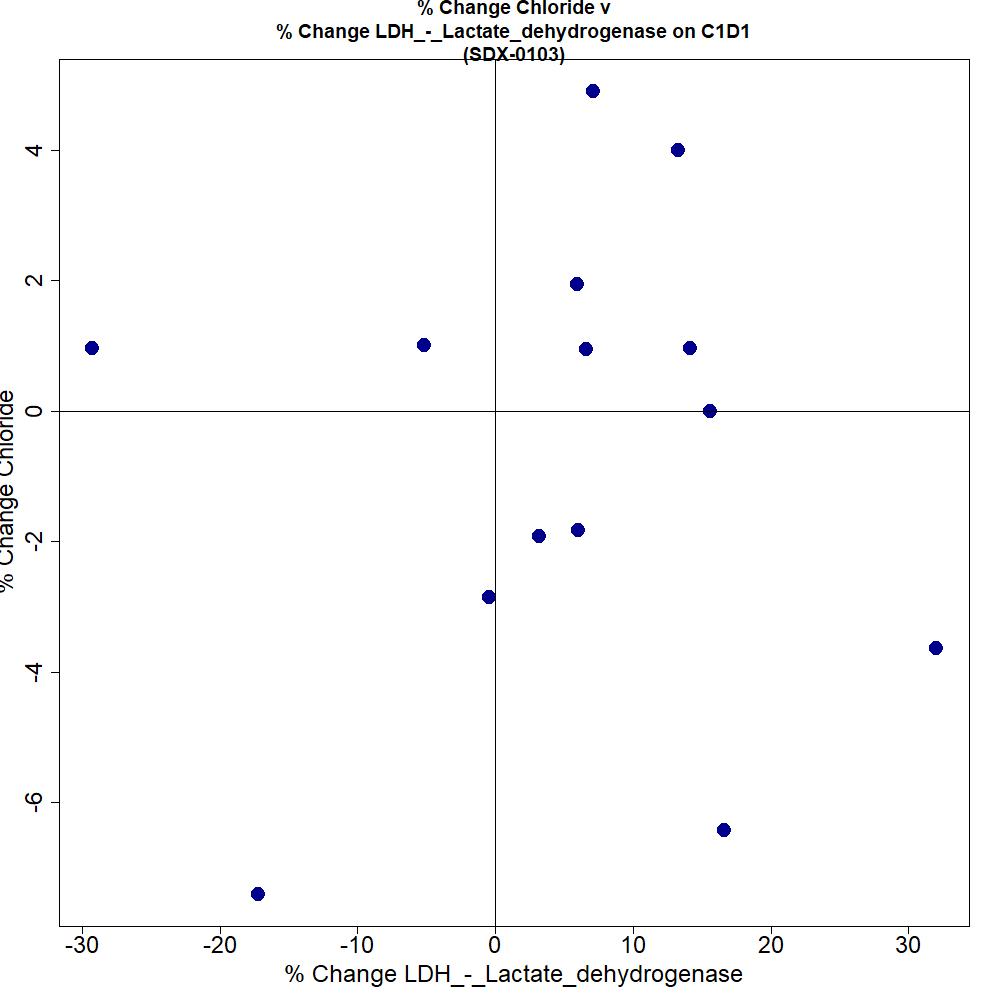 % Change Chloride v
% Change LDH_-_Lactate_dehydrogenase on C1D1
(SDX-0103)
% Change Chloride
4
2
0
-2
-4
-6
-30
-20
-10
0
10
20
30
% Change LDH_-_Lactate_dehydrogenase